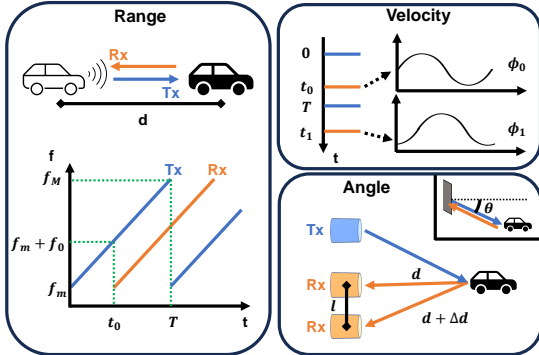 Range
Rx
Tx
d
f
f_M
Tx
Rx
f_m + f_0
f_m
t_0
T
t
Velocity
0
t_0
T
t_1
t
ϕ_0
ϕ_1
Angle
θ
Tx
Rx
d
l
Rx
d + Δd